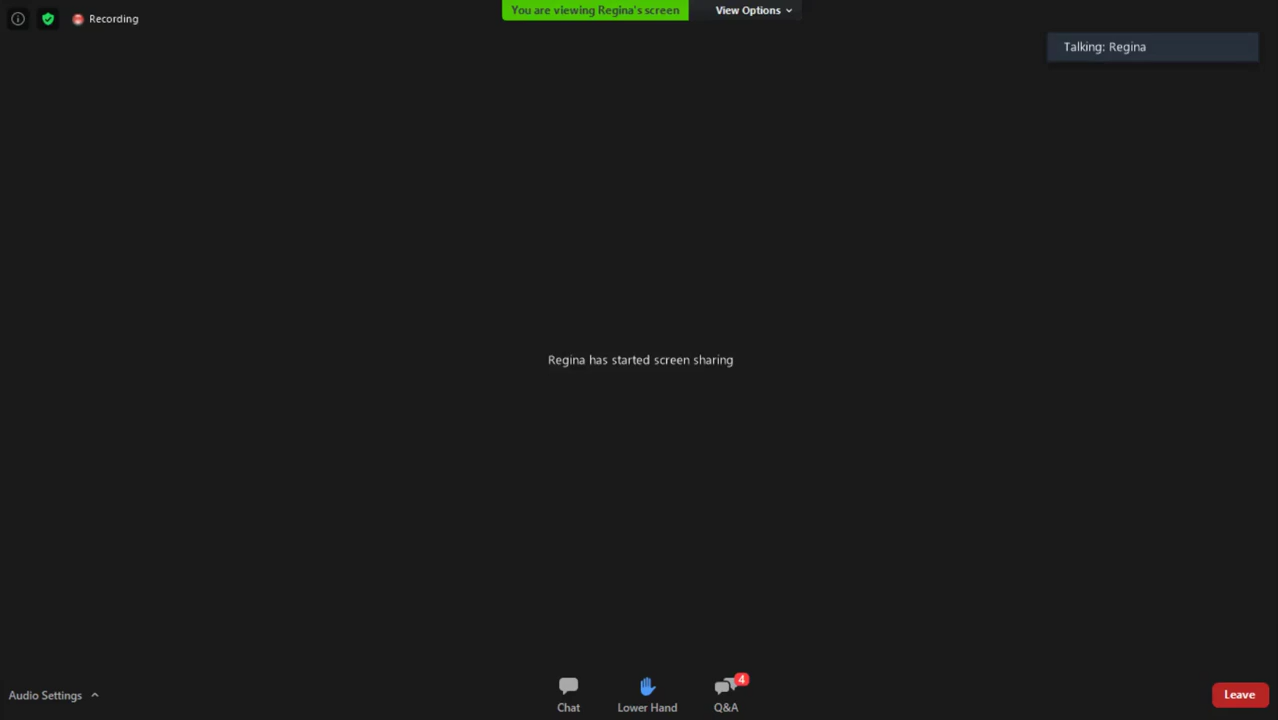 Recording
You are viewing Regina's screen
View Options
Talking: Regina
Regina has started screen sharing
Audio Settings
Chat
Lower Hand
4
Q&A
Leave